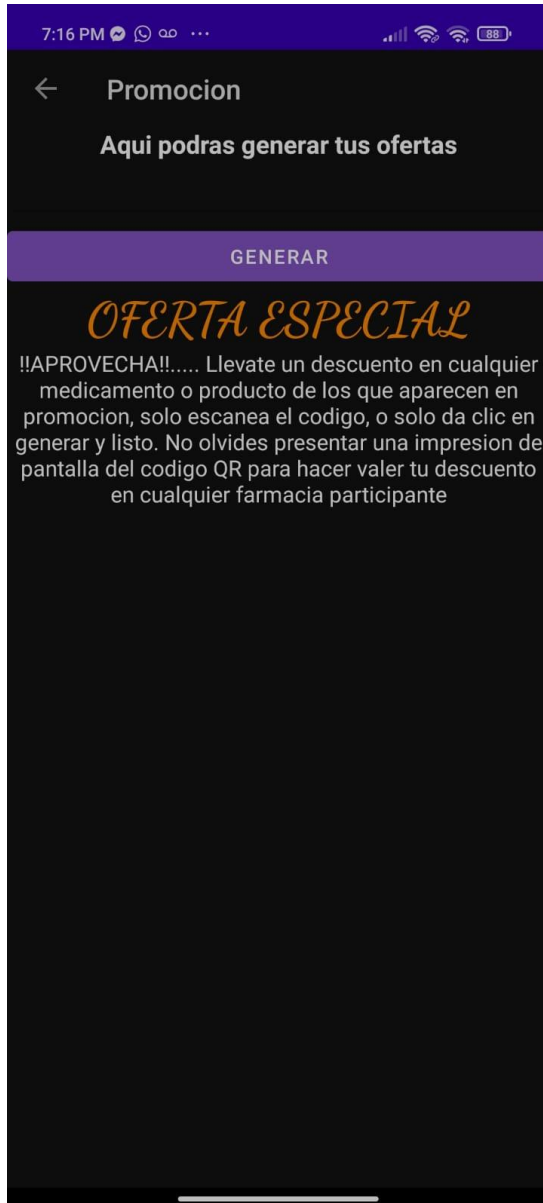 7:16 PM ...
88
Promocion
Aqui podras generar tus ofertas
GENERAR
OFERTA ESPECIAL
!!APROVECHA!!..... Llevate un descuento en cualquier
medicamento o producto de los que aparecen en
promocion, solo escanea el codigo, o solo da clic en
generar y listo. No olvides presentar una impresion de
pantalla del codigo QR para hacer valer tu descuento
en cualquier farmacia participante